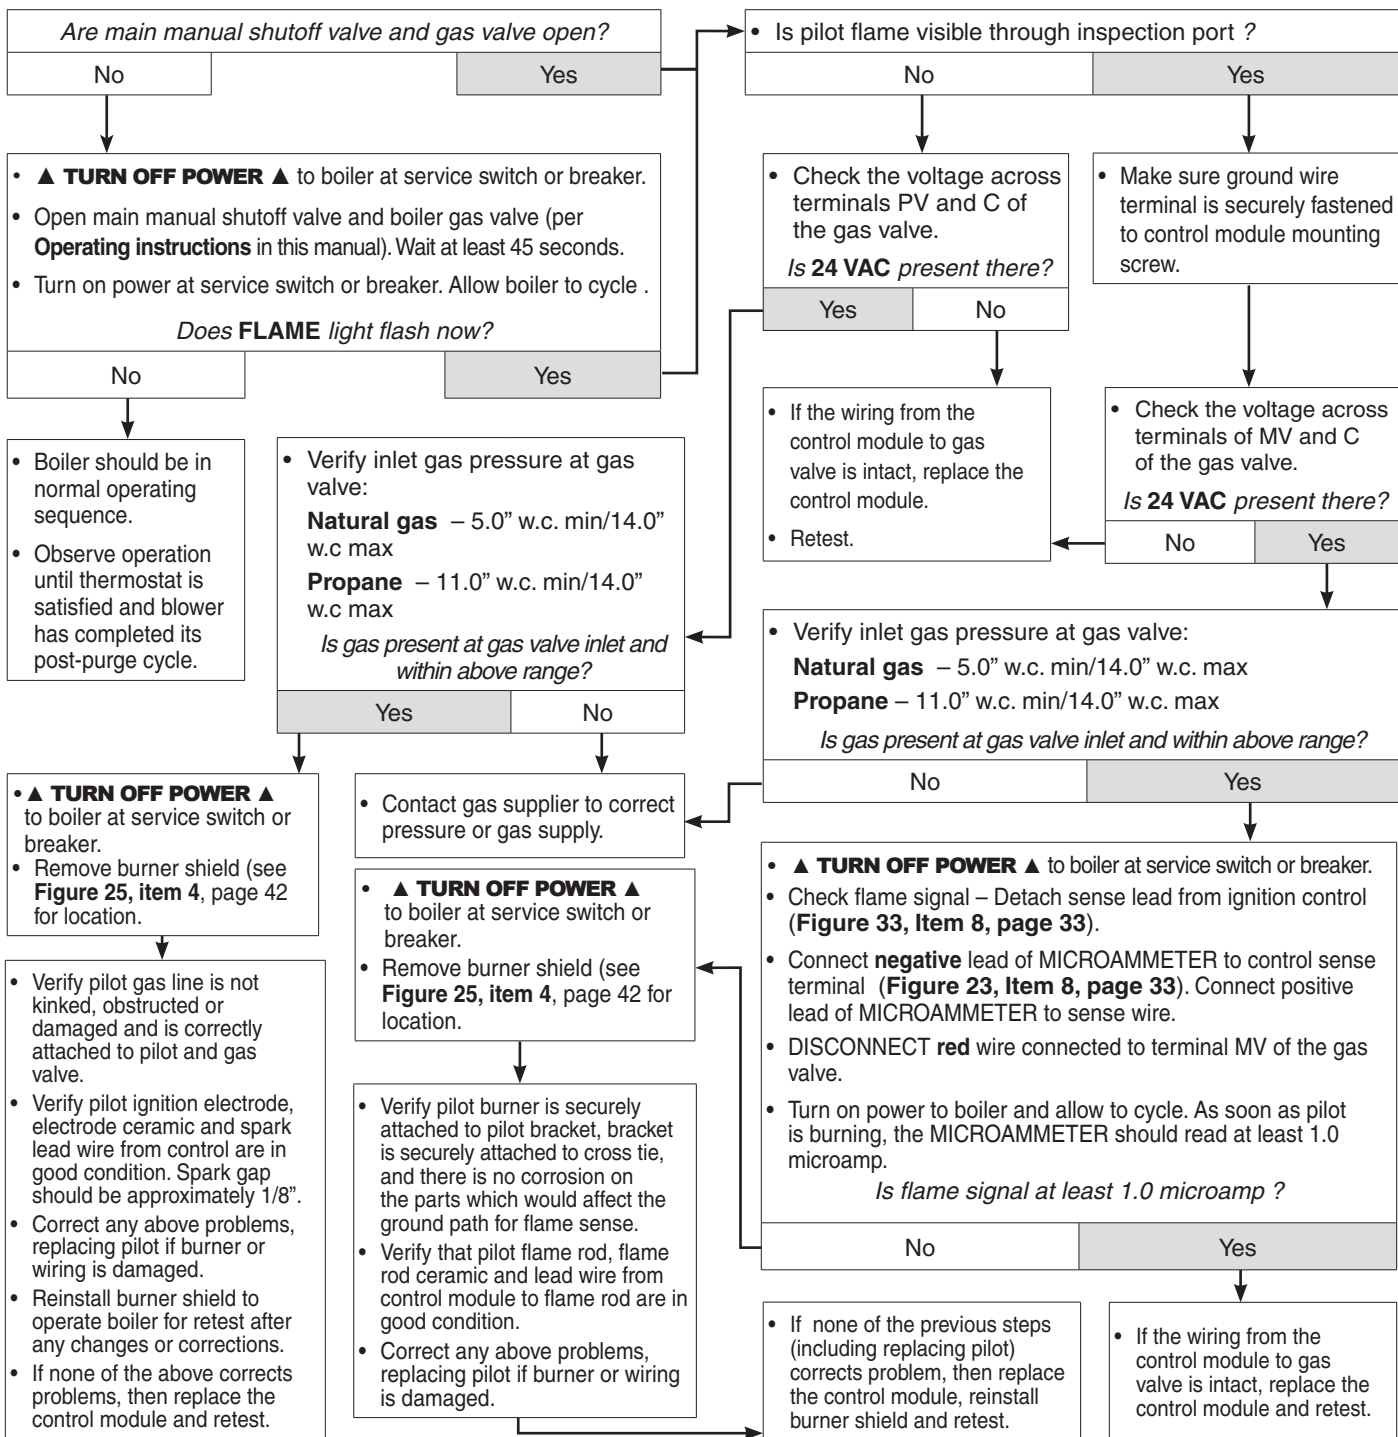 Are main manual shutoff valve and gas valve open?
No
Yes
• ▲ TURN OFF POWER ▲ to boiler at service switch or breaker.
• Open main manual shutoff valve and boiler gas valve (per
Operating instructions in this manual). Wait at least 45 seconds.
• Turn on power at service switch or breaker. Allow boiler to cycle .
Does FLAME light flash now?
No
Yes
• Boiler should be in
normal operating
sequence.
• Observe operation
until thermostat is
satisfied and blower
has completed its
post-purge cycle.
• Is pilot flame visible through inspection port ?
No
Yes
• Check the voltage across
terminals PV and C of
the gas valve.
Is 24 VAC present there?
Yes
No
• Make sure ground wire
terminal is securely fastened
to control module mounting
screw.
• If the wiring from the
control module to gas
valve is intact, replace the
control module.
• Retest.
• Check the voltage across
terminals of MV and C
of the gas valve.
Is 24 VAC present there?
No
Yes
• Verify inlet gas pressure at gas
valve:
Natural gas – 5.0” w.c. min/14.0”
w.c max
Propane – 11.0” w.c. min/14.0”
w.c max
Is gas present at gas valve inlet and
within above range?
Yes
No
• Verify inlet gas pressure at gas valve:
Natural gas – 5.0” w.c. min/14.0” w.c. max
Propane – 11.0” w.c. min/14.0” w.c. max
Is gas present at gas valve inlet and within above range?
No
Yes
• ▲ TURN OFF POWER ▲
to boiler at service switch or
breaker.
• Remove burner shield (see
Figure 25, item 4, page 42
for location.
• Verify pilot gas line is not
kinked, obstructed or
damaged and is correctly
attached to pilot and gas
valve.
• Verify pilot ignition electrode,
electrode ceramic and spark
lead wire from control are in
good condition. Spark gap
should be approximately 1/8”.
• Correct any above problems,
replacing pilot if burner or
wiring is damaged.
• Reinstall burner shield to
operate boiler for retest after
any changes or corrections.
• If none of the above corrects
problems, then replace the
control module and retest.
• Contact gas supplier to correct
pressure or gas supply.
• ▲ TURN OFF POWER ▲
to boiler at service switch or
breaker.
• Remove burner shield (see
Figure 25, item 4, page 42 for
location.
• Verify pilot burner is securely
attached to pilot bracket, bracket
is securely attached to cross tie,
and there is no corrosion on
the parts which would affect the
ground path for flame sense.
• Verify that pilot flame rod, flame
rod ceramic and lead wire from
control module to flame rod are in
good condition.
• Correct any above problems,
replacing pilot if burner or wiring
is damaged.
• ▲ TURN OFF POWER ▲ to boiler at service switch or breaker.
• Check flame signal – Detach sense lead from ignition control
(Figure 33, Item 8, page 33).
• Connect negative lead of MICROAMMETER to control sense
terminal (Figure 23, Item 8, page 33). Connect positive
lead of MICROAMMETER to sense wire.
• DISCONNECT red wire connected to terminal MV of the gas
valve.
• Turn on power to boiler and allow to cycle. As soon as pilot
is burning, the MICROAMMETER should read at least 1.0
microamp.
Is flame signal at least 1.0 microamp ?
No
Yes
• If none of the previous steps
(including replacing pilot)
corrects problem, then replace
the control module, reinstall
burner shield and retest.
• If the wiring from the
control module to gas
valve is intact, replace the
control module and retest.